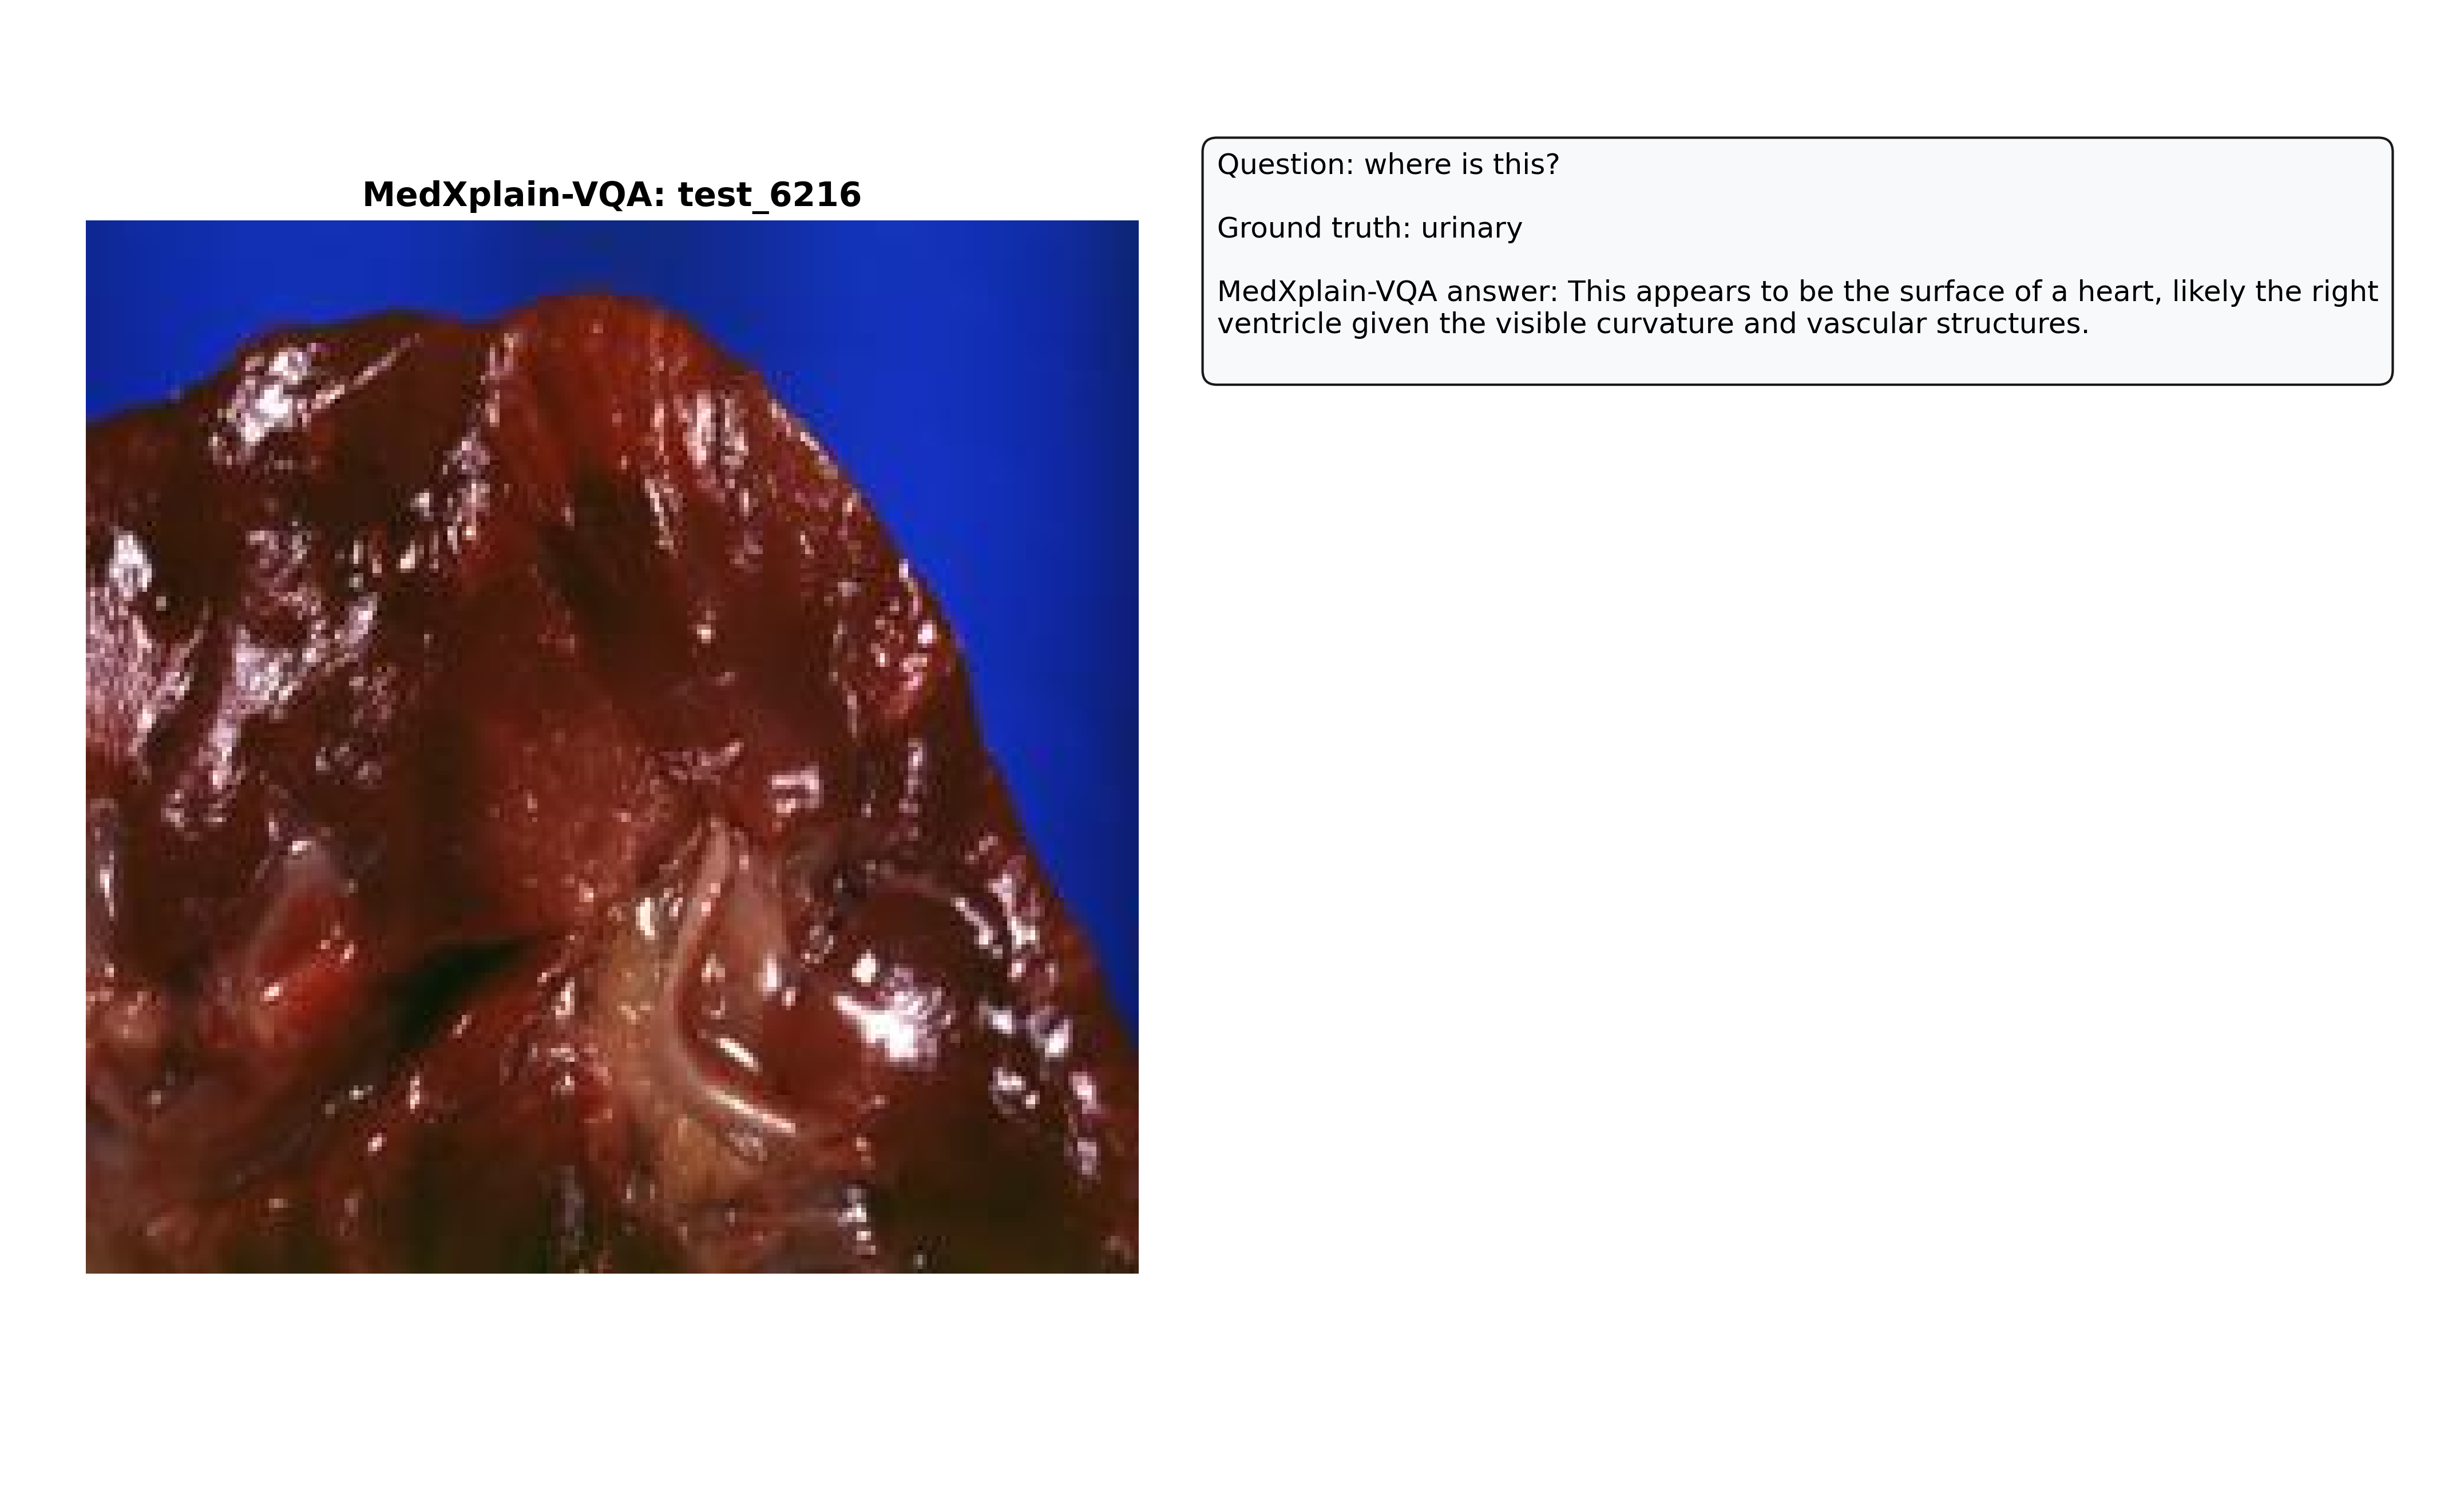 MedXplain-VQA: test_6216
Question: where is this?
Ground truth: urinary
MedXplain-VQA answer: This appears to be the surface of a heart, likely the right
ventricle given the visible curvature and vascular structures.